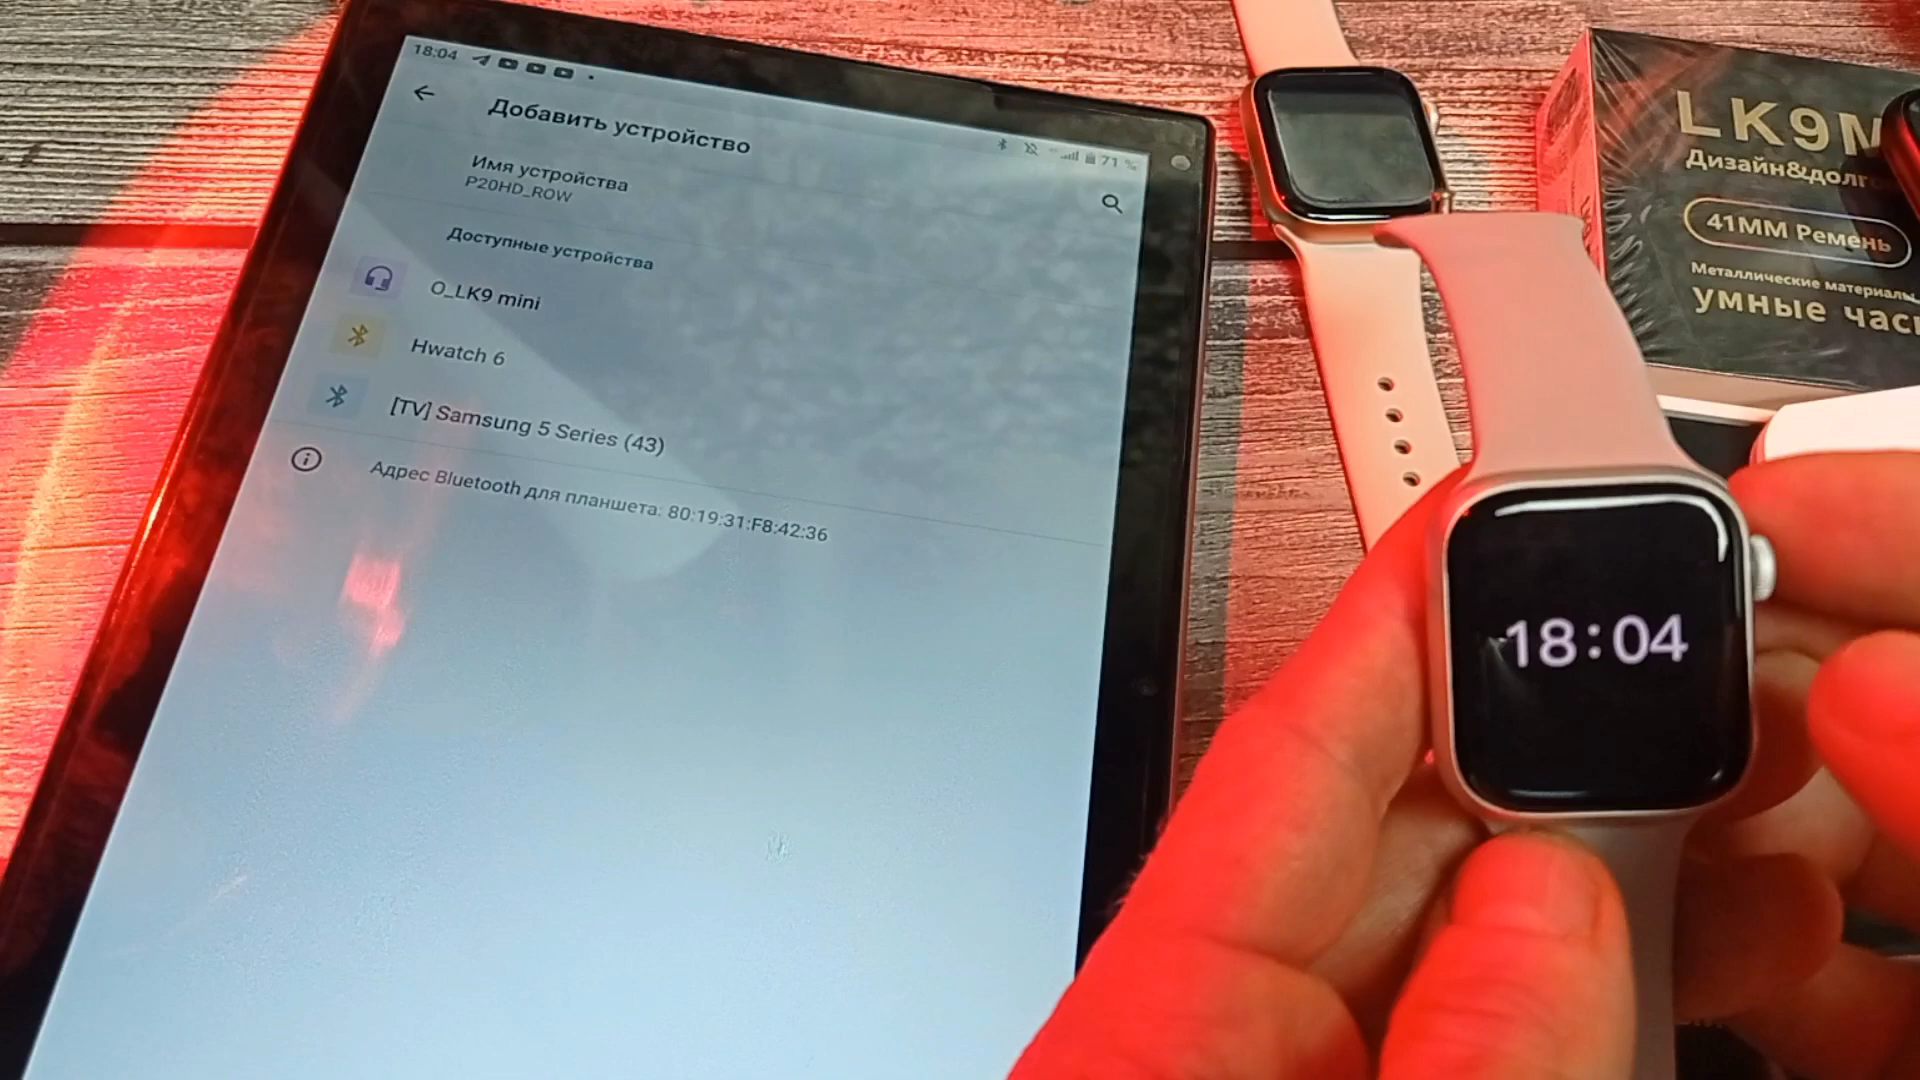 18:04
71 %
Добавить устройство
Имя устройства
P20HD_ROW
Доступные устройства
O_LK9 mini
Hwatch 6
[TV] Samsung 5 Series (43)
Адрес Bluetooth для планшета: 80:19:31:F8:42:36
LK9M
Дизайн&долг
41MM Ремень
Металлические материалы
умные час
18:04